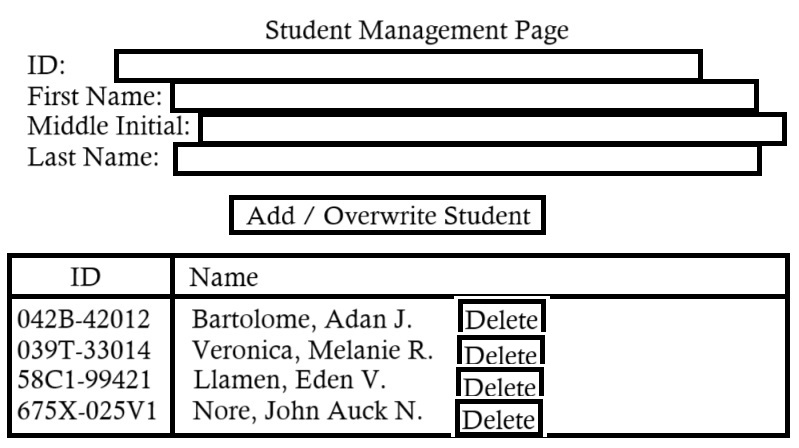 Student Management Page
ID:
First Name:
Middle Initial:
Last Name:
Add / Overwrite Student
ID Name
042B-42012 Bartolome, Adan J. Delete
039T-33014 Veronica, Melanie R. Delete
58C1-99421 Llamen, Eden V. Delete
675X-025V1 Nore, John Auck N. Delete